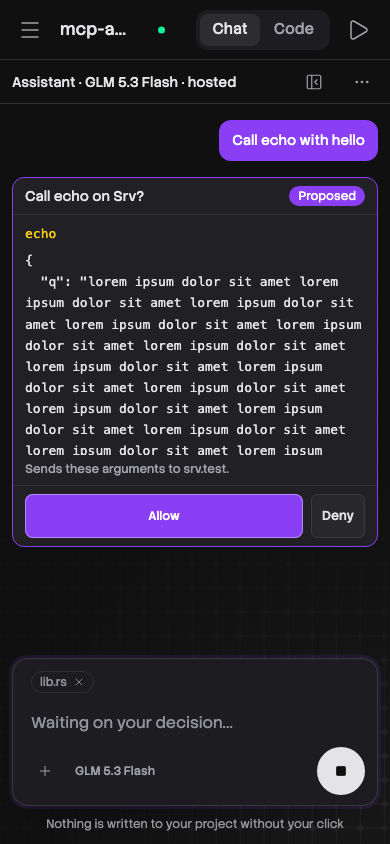 mcp-a...
Chat
Code
Assistant · GLM 5.3 Flash · hosted
Call echo with hello
Call echo on Srv?
Proposed
echo
{
"q": "lorem ipsum dolor sit amet lorem
ipsum dolor sit amet lorem ipsum dolor sit
amet lorem ipsum dolor sit amet lorem ipsum
dolor sit amet lorem ipsum dolor sit amet
lorem ipsum dolor sit amet lorem ipsum
dolor sit amet lorem ipsum dolor sit amet
lorem ipsum dolor sit amet lorem ipsum
dolor sit amet lorem ipsum dolor sit amet
lorem ipsum dolor sit amet lorem ipsum
Sends these arguments to srv.test.
Allow
Deny
lib.rs ×
Waiting on your decision...
+ GLM 5.3 Flash
Nothing is written to your project without your click